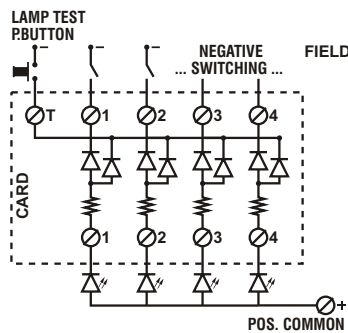 LAMP TEST
P.BUTTON
NEGATIVE
... SWITCHING ...
FIELD
T 1 2 3 4
CARD
1 2 3 4
+
POS. COMMON